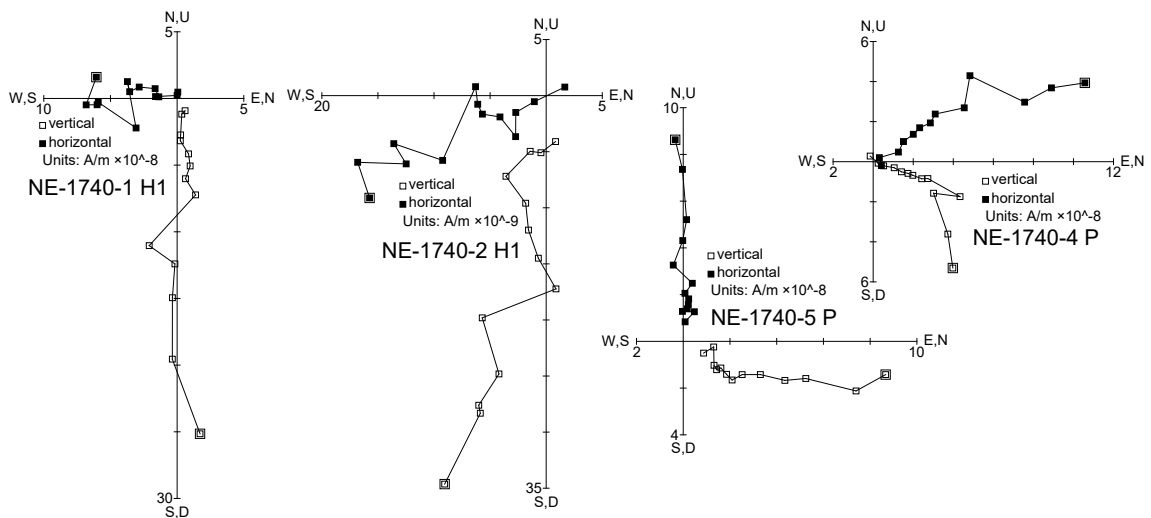 N,U
5
W,S
10
E,N
5
vertical
horizontal
Units: A/m ×10^-8
NE-1740-1 H1
30
S,D
N,U
5
W,S
20
E,N
5
vertical
horizontal
Units: A/m ×10^-9
NE-1740-2 H1
35
S,D
N,U
10
vertical
horizontal
Units: A/m ×10^-8
NE-1740-5 P
W,S
2
E,N
10
4
S,D
N,U
6
W,S
2
E,N
12
vertical
horizontal
Units: A/m ×10^-8
NE-1740-4 P
6
S,D